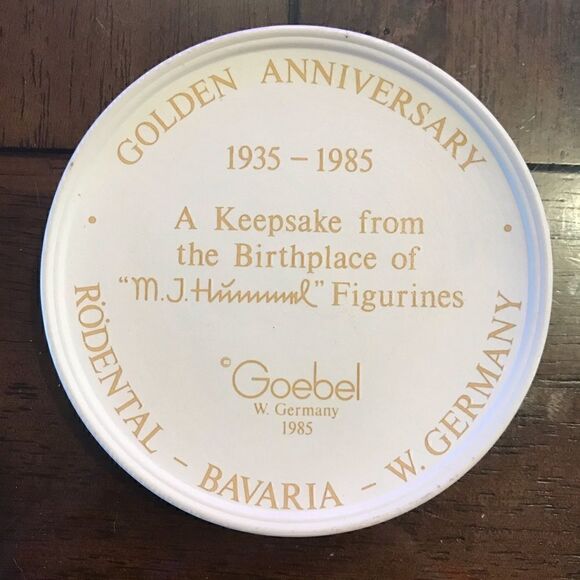 GOLDEN ANNIVERSARY
1935 – 1985
A Keepsake from
the Birthplace of
"M.J. Hummel" Figurines
© Goebel
W. Germany
1985
RÖDENTAL – BAVARIA – W. GERMANY